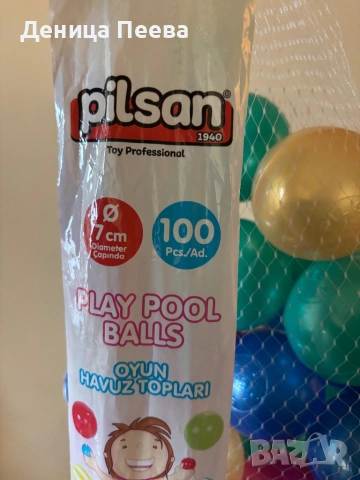 Деница Пеева
pilsan®
1940
Toy Professional
Ø
7 cm
Diameter
Çapında
100
Pcs./Ad.
PLAY POOL
BALLS
OYUN
HAVUZ TOPLARI
BAZAR